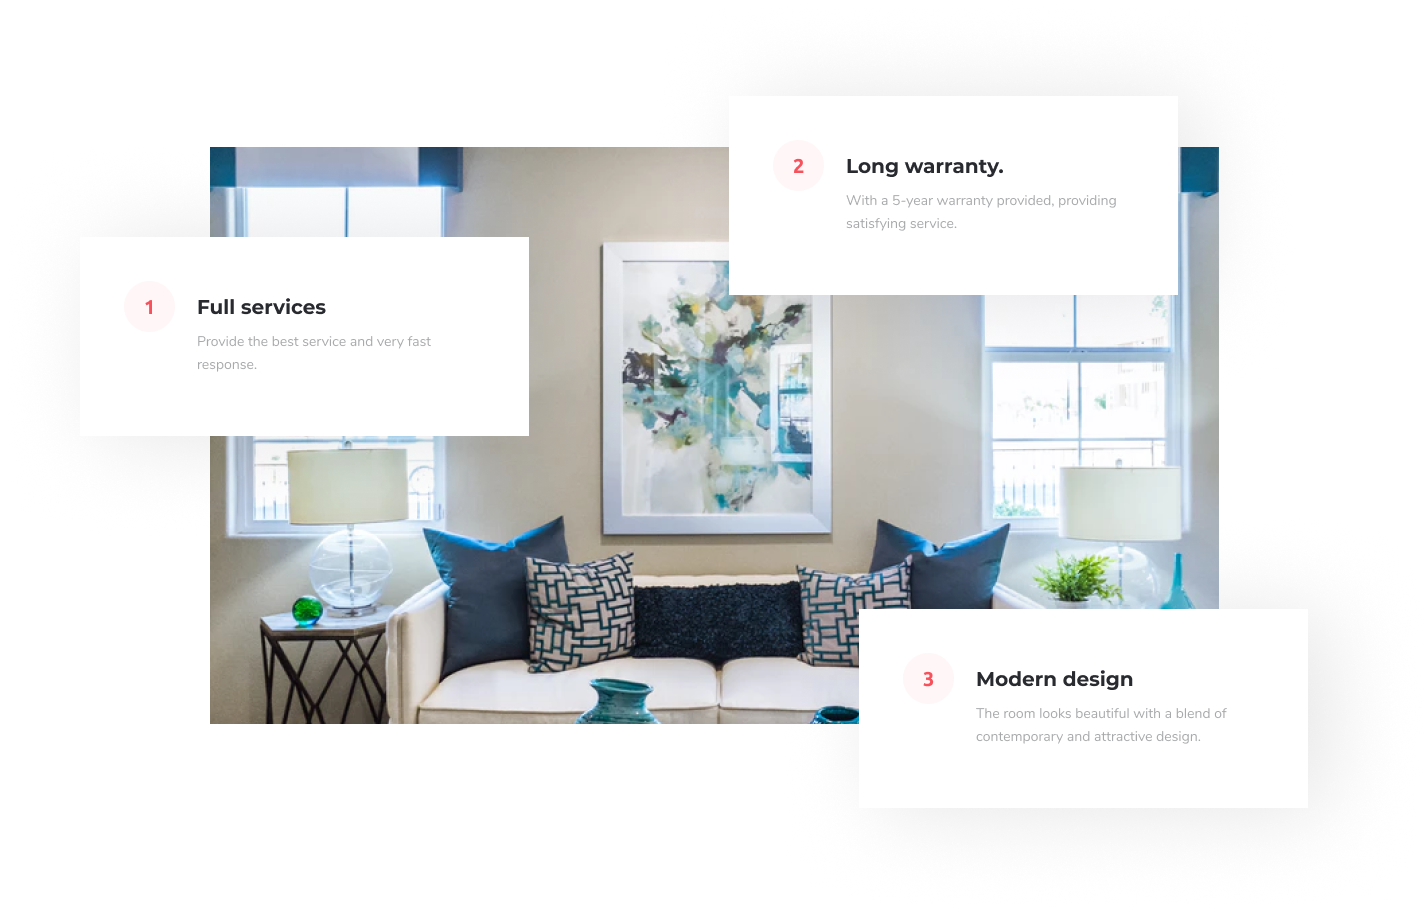 1
Full services
Provide the best service and very fast
response.
2
Long warranty.
With a 5-year warranty provided, providing
satisfying service.
3
Modern design
The room looks beautiful with a blend of
contemporary and attractive design.